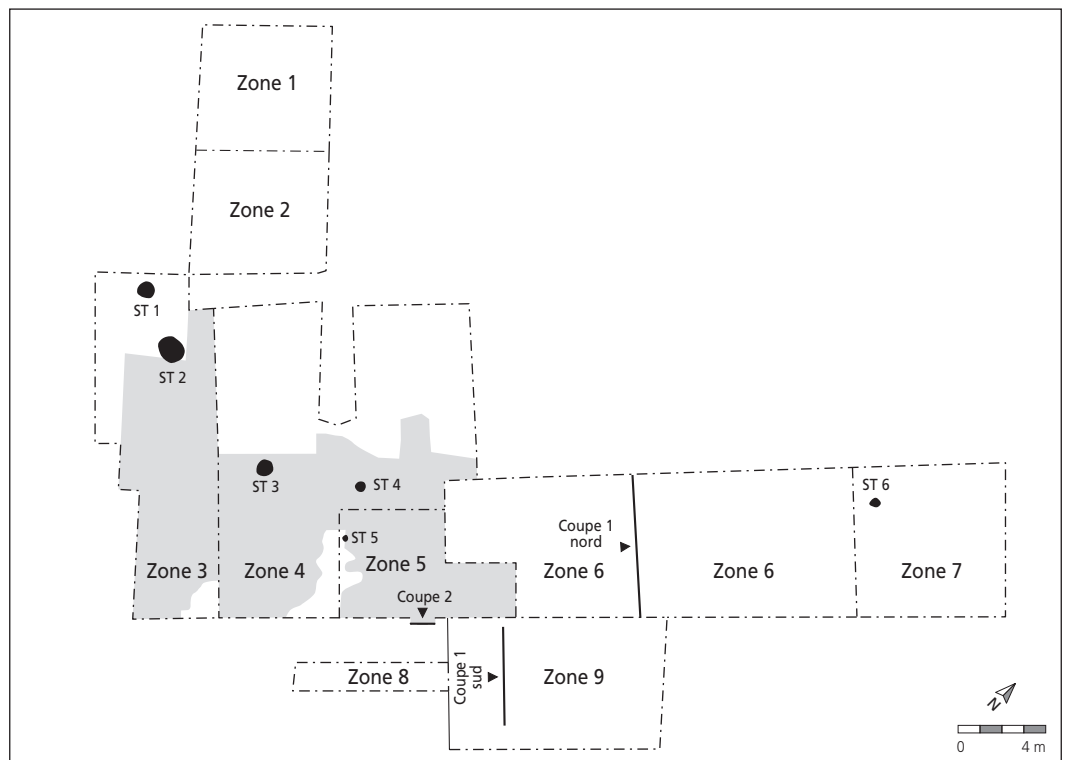 Zone 1
Zone 2
ST 1
ST 2
ST 3
ST 4
ST 6
Coupe 1
nord
ST 5
Zone 3
Zone 4
Zone 5
Zone 6
Zone 6
Zone 7
Coupe 2
Zone 8
Coupe 1
sud
Zone 9
N
0 4 m